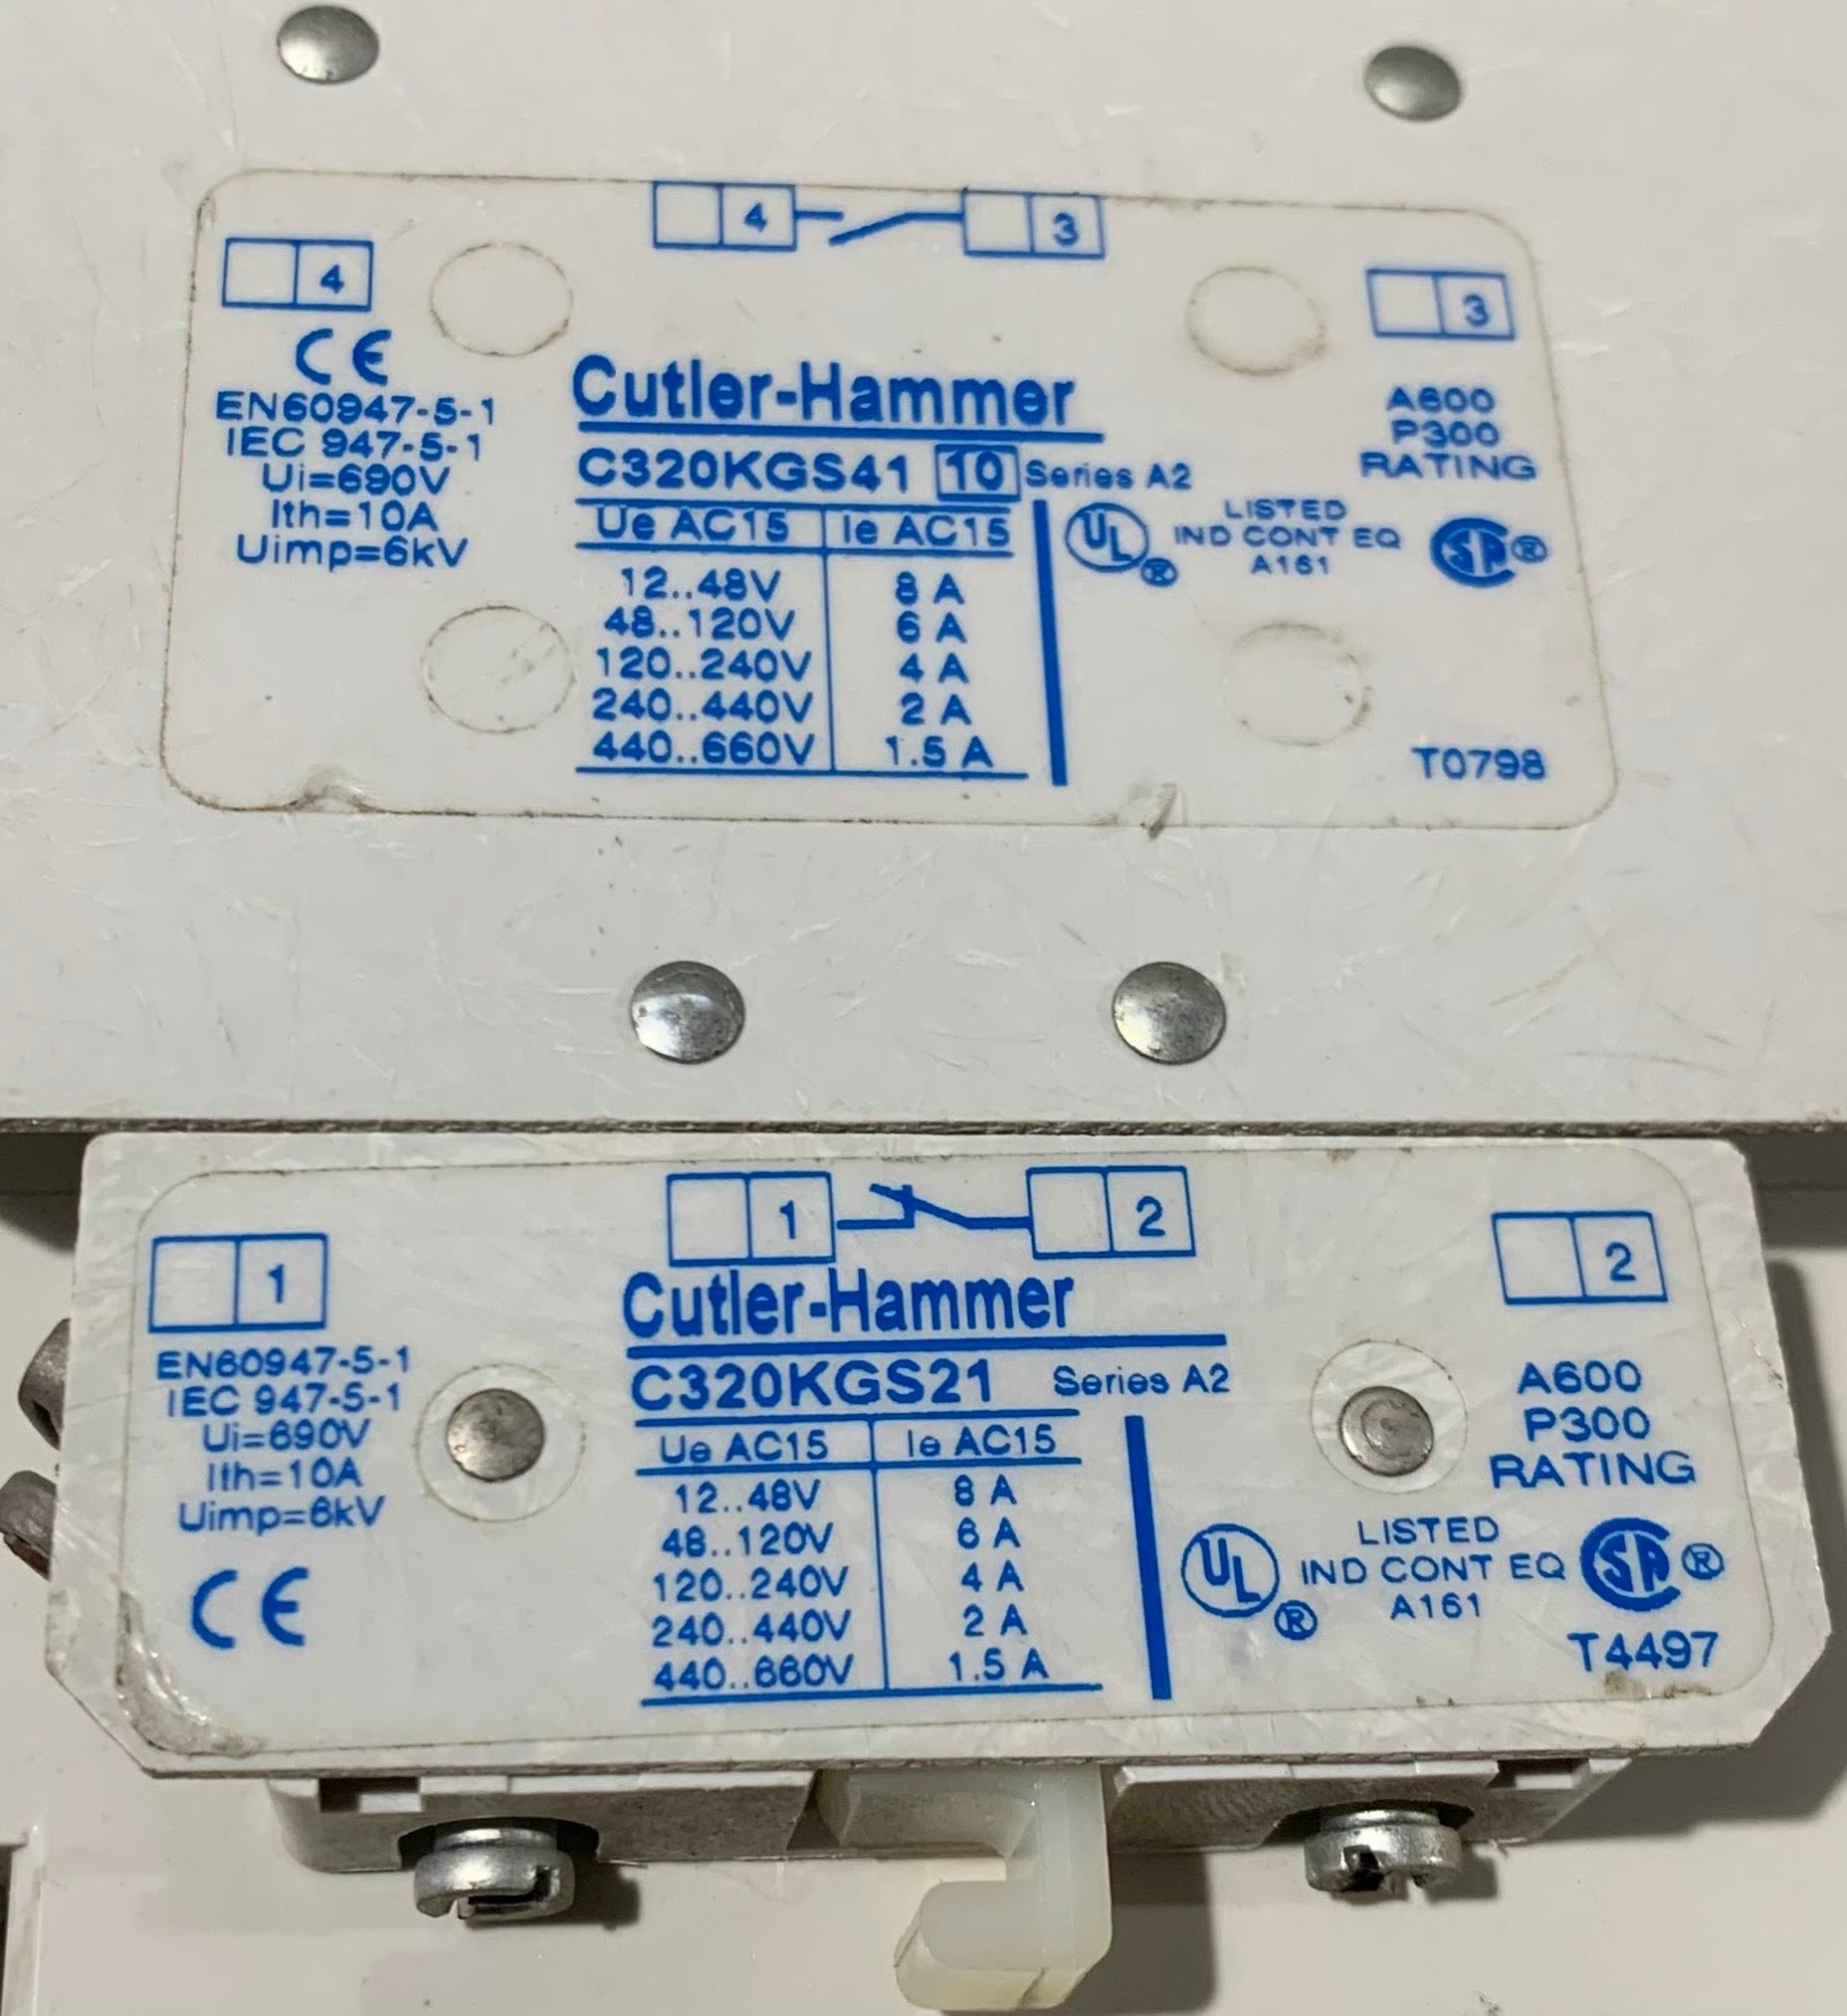 4 3
4
3
CE
EN60947-5-1
IEC 947-5-1
Ui=690V
Ith=10A
Uimp=6kV
Cutler-Hammer
C320KGS41 10 Series A2
Ue AC15 Ie AC15
12..48V 8 A
48..120V 6 A
120..240V 4 A
240..440V 2 A
440..660V 1.5 A
A600
P300
RATING
UL ® LISTED
IND CONT EQ
A161
SA ®
T0798
1 2
1
2
EN60947-5-1
IEC 947-5-1
Ui=690V
Ith=10A
Uimp=6kV
CE
Cutler-Hammer
C320KGS21 Series A2
Ue AC15 Ie AC15
12..48V 8 A
48..120V 6 A
120..240V 4 A
240..440V 2 A
440..660V 1.5 A
A600
P300
RATING
UL ® LISTED
IND CONT EQ
A161
SA ®
T4497